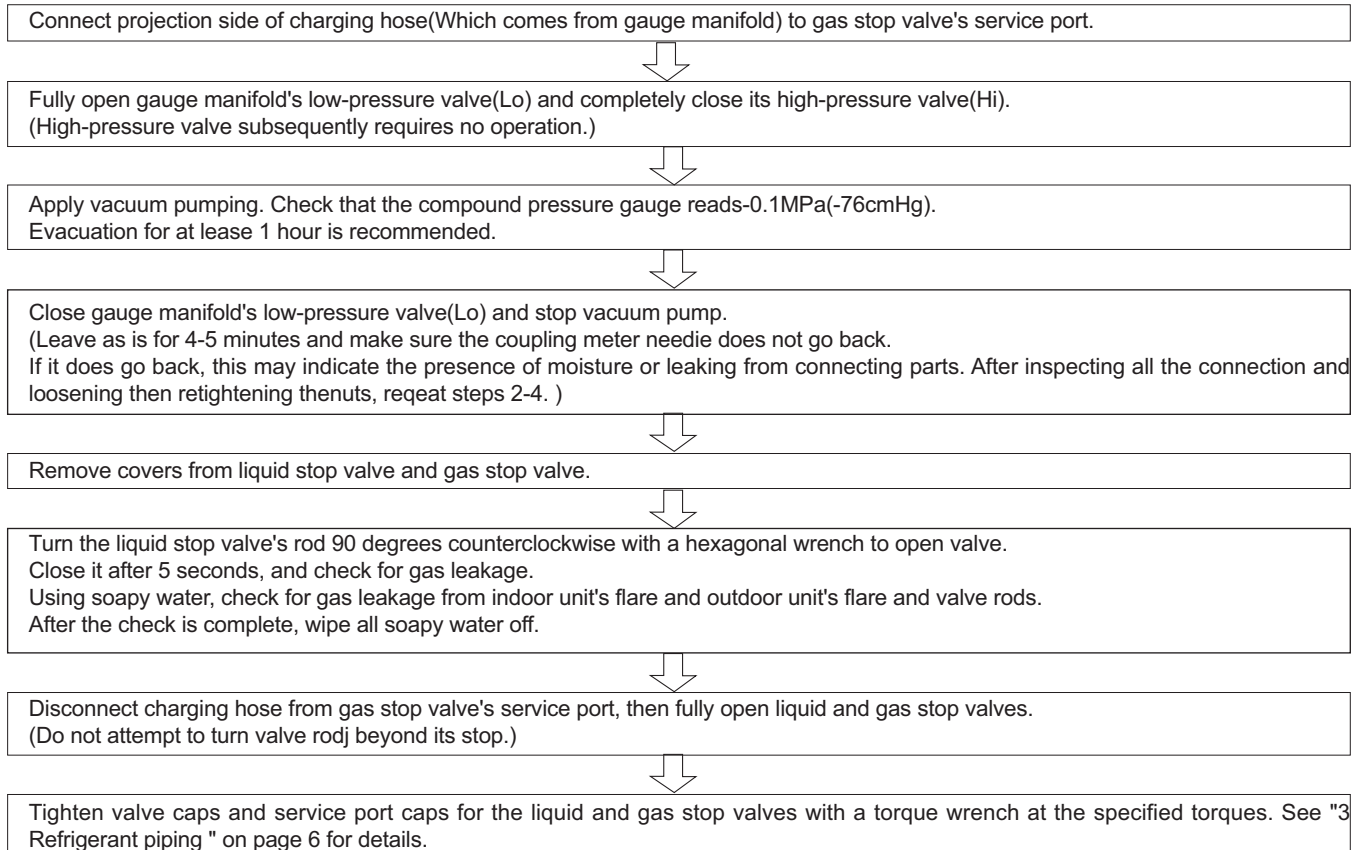 Connect projection side of charging hose(Which comes from gauge manifold) to gas stop valve's service port.
Fully open gauge manifold's low-pressure valve(Lo) and completely close its high-pressure valve(Hi).
(High-pressure valve subsequently requires no operation.)
Apply vacuum pumping. Check that the compound pressure gauge reads-0.1MPa(-76cmHg).
Evacuation for at lease 1 hour is recommended.
Close gauge manifold's low-pressure valve(Lo) and stop vacuum pump.
(Leave as is for 4-5 minutes and make sure the coupling meter needie does not go back.
If it does go back, this may indicate the presence of moisture or leaking from connecting parts. After inspecting all the connection and
loosening then retightening thenuts, reqeat steps 2-4. )
Remove covers from liquid stop valve and gas stop valve.
Turn the liquid stop valve's rod 90 degrees counterclockwise with a hexagonal wrench to open valve.
Close it after 5 seconds, and check for gas leakage.
Using soapy water, check for gas leakage from indoor unit's flare and outdoor unit's flare and valve rods.
After the check is complete, wipe all soapy water off.
Disconnect charging hose from gas stop valve's service port, then fully open liquid and gas stop valves.
(Do not attempt to turn valve rodj beyond its stop.)
Tighten valve caps and service port caps for the liquid and gas stop valves with a torque wrench at the specified torques. See "3
Refrigerant piping " on page 6 for details.